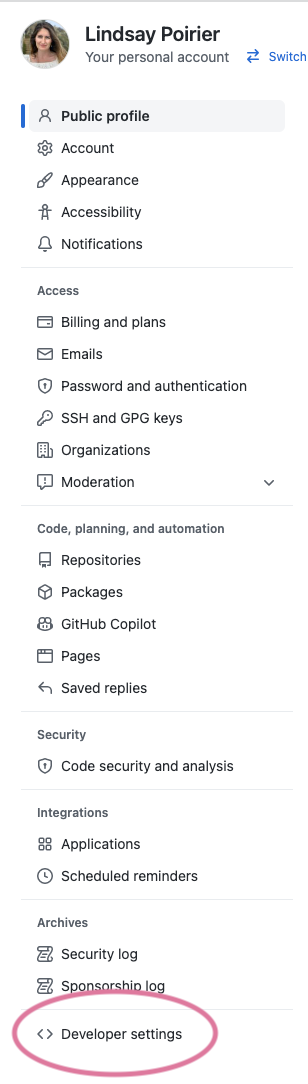 Lindsay Poirier
Your personal account
Switch
Public profile
Account
Appearance
Accessibility
Notifications
Access
Billing and plans
Emails
Password and authentication
SSH and GPG keys
Organizations
Moderation
Code, planning, and automation
Repositories
Packages
GitHub Copilot
Pages
Saved replies
Security
Code security and analysis
Integrations
Applications
Scheduled reminders
Archives
Security log
Sponsorship log
Developer settings